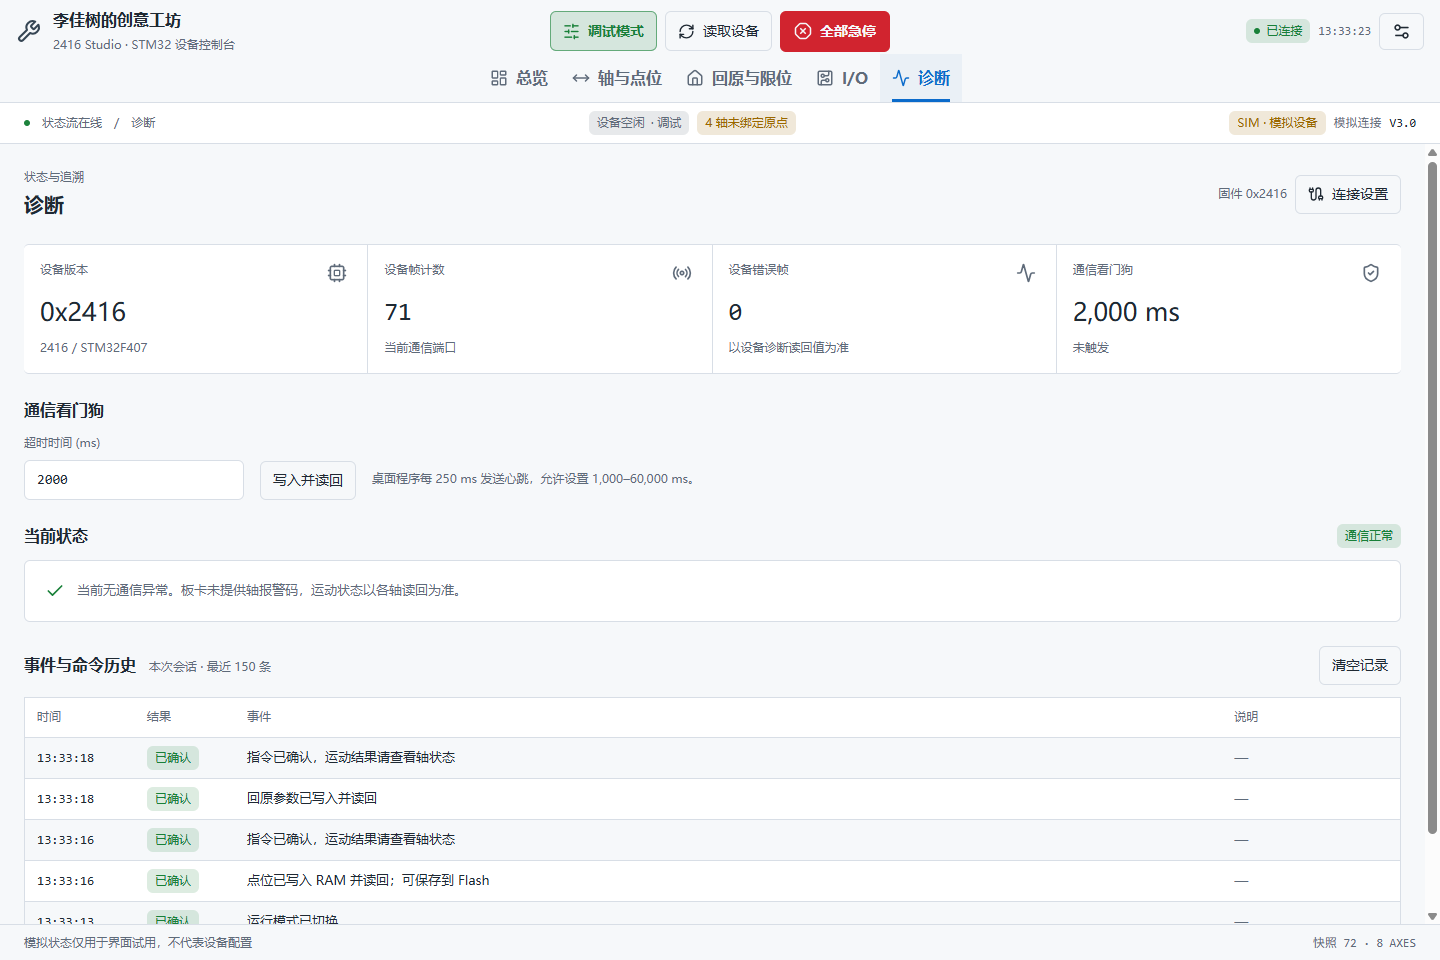 李佳树的创意工坊
2416 Studio · STM32 设备控制台
调试模式
读取设备
全部急停
已连接
13:33:23
总览
轴与点位
回原与限位
I/O
诊断
状态流在线 / 诊断
设备空闲 · 调试
4 轴未绑定原点
SIM · 模拟设备
模拟连接 V3.0
状态与追溯
诊断
固件 0x2416
连接设置
设备版本
0x2416
2416 / STM32F407
设备帧计数
71
当前通信端口
设备错误帧
0
以设备诊断读回值为准
通信看门狗
2,000 ms
未触发
通信看门狗
超时时间 (ms)
2000
写入并读回
桌面程序每 250 ms 发送心跳，允许设置 1,000–60,000 ms。
当前状态
通信正常
当前无通信异常。板卡未提供轴报警码，运动状态以各轴读回为准。
事件与命令历史 本次会话 · 最近 150 条
清空记录
时间 结果 事件 说明
13:33:18 已确认 指令已确认，运动结果请查看轴状态 —
13:33:18 已确认 回原参数已写入并读回 —
13:33:16 已确认 指令已确认，运动结果请查看轴状态 —
13:33:16 已确认 点位已写入 RAM 并读回；可保存到 Flash —
13:33:13 已确认 运行模式已切换 —
模拟状态仅用于界面试用，不代表设备配置
快照 72 · 8 AXES